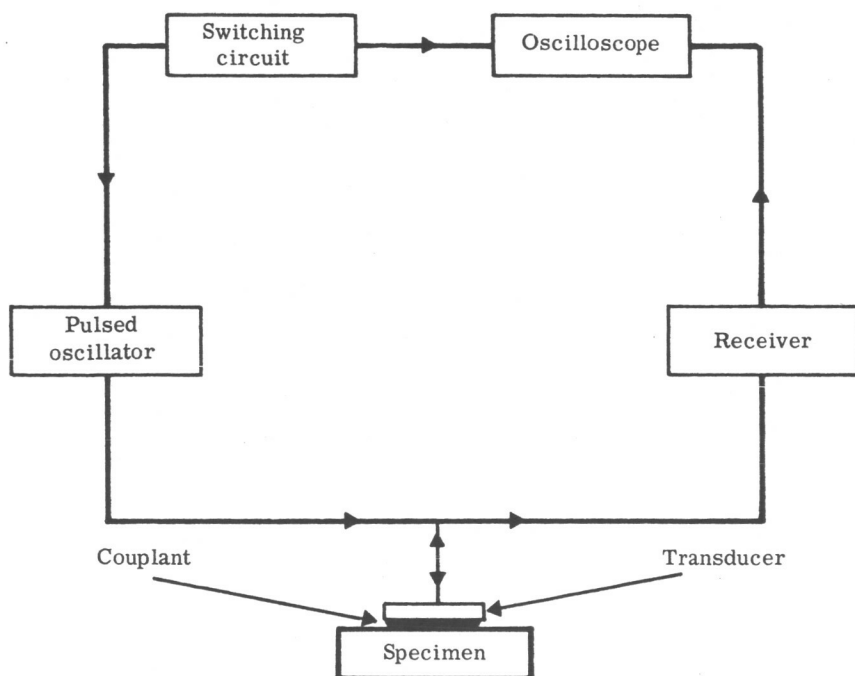 Switching
circuit
Oscilloscope
Pulsed
oscillator
Receiver
Couplant
Transducer
Specimen